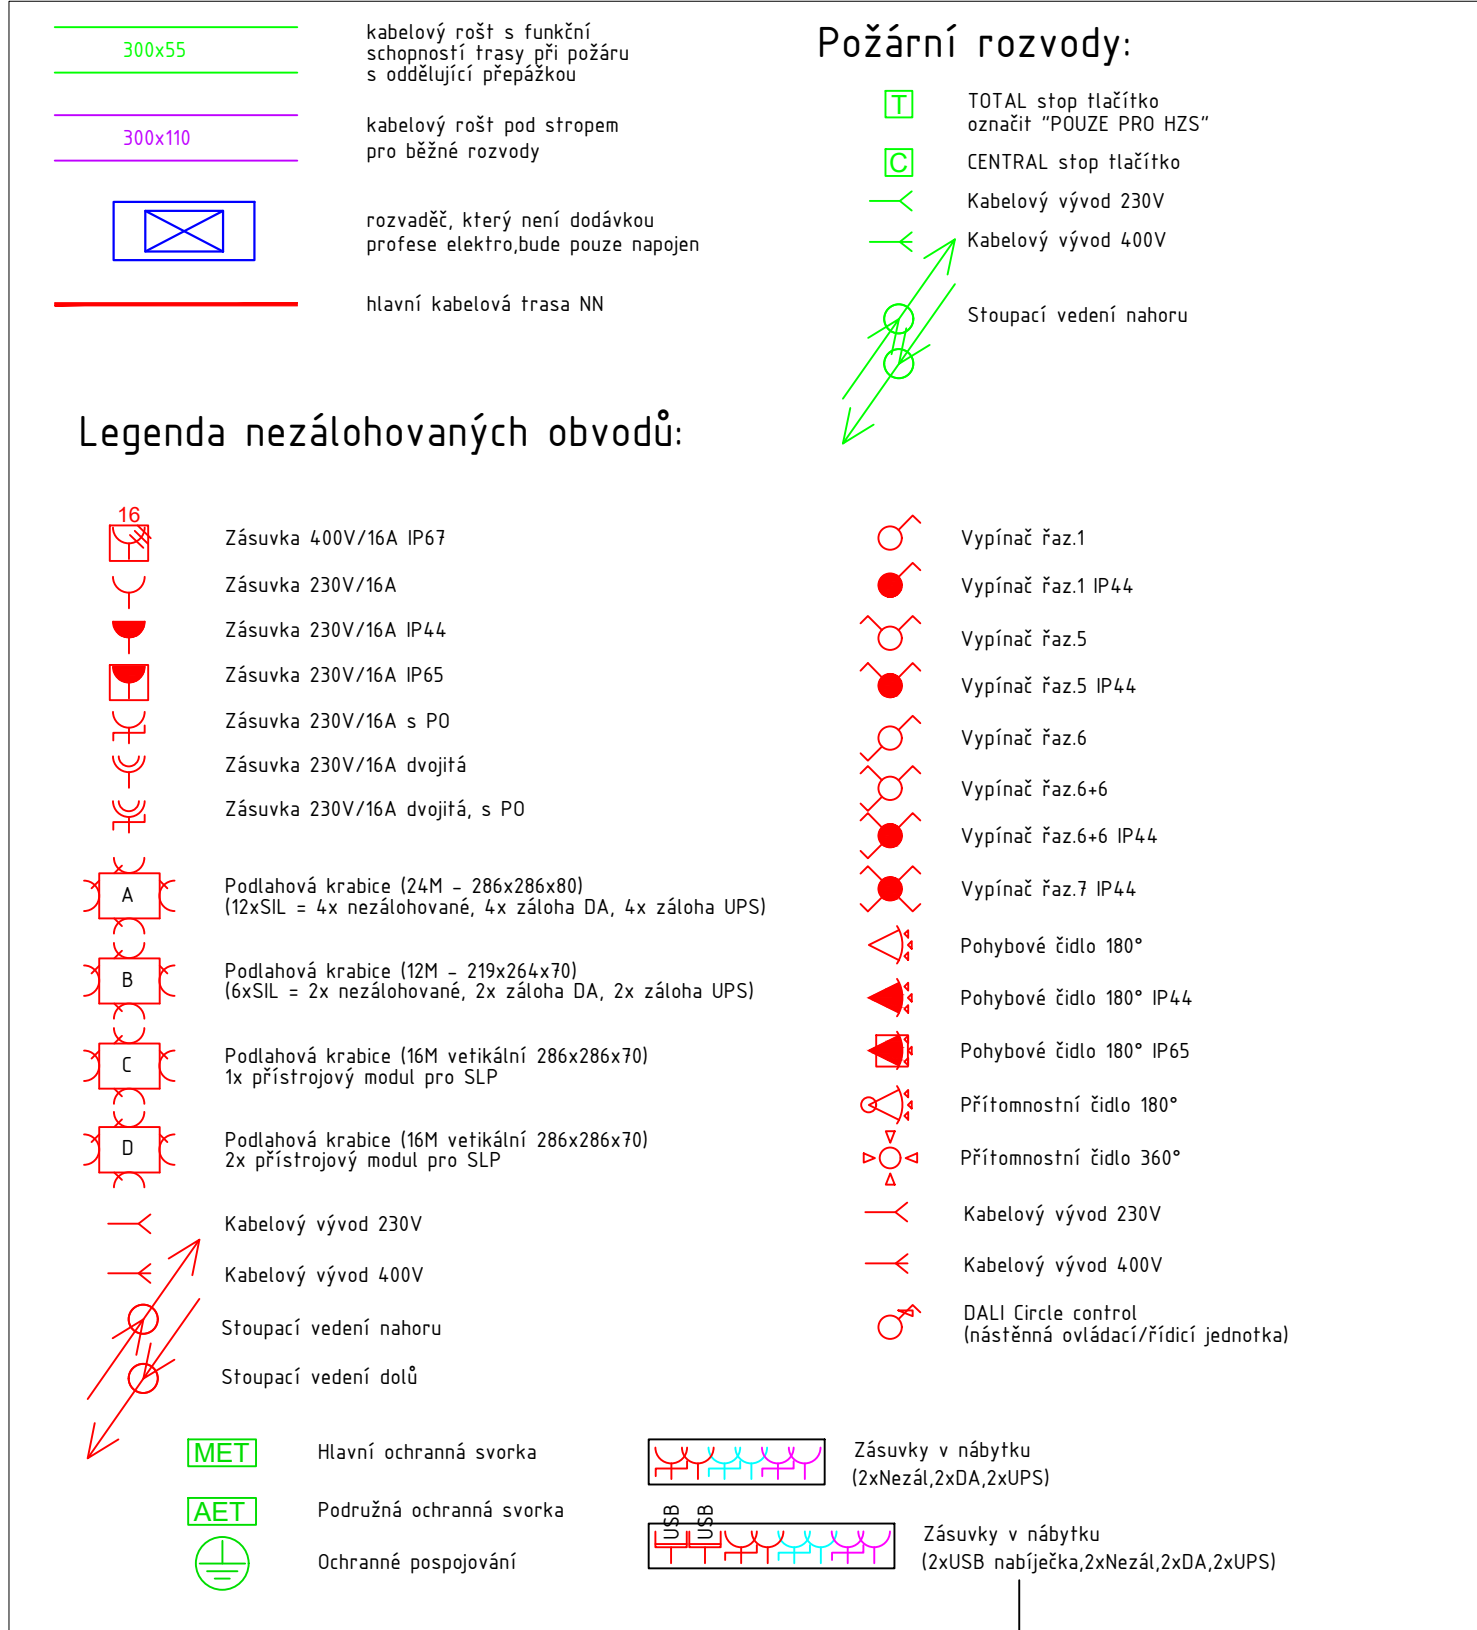 300x55
kabelový rošt s funkční
schopností trasy při požáru
s oddělující přepážkou
300x110
kabelový rošt pod stropem
pro běžné rozvody
rozvaděč, který není dodávkou
profese elektro,bude pouze napojen
hlavní kabelová trasa NN
Požární rozvody:
T
TOTAL stop tlačítko
označit "POUZE PRO HZS"
C
CENTRAL stop tlačítko
Kabelový vývod 230V
Kabelový vývod 400V
Stoupací vedení nahoru
Legenda nezálohovaných obvodů:
16
Zásuvka 400V/16A IP67
Zásuvka 230V/16A
Zásuvka 230V/16A IP44
Zásuvka 230V/16A IP65
Zásuvka 230V/16A s PO
Zásuvka 230V/16A dvojitá
Zásuvka 230V/16A dvojitá, s PO
A
Podlahová krabice (24M - 286x286x80)
(12xSIL = 4x nezálohované, 4x záloha DA, 4x záloha UPS)
B
Podlahová krabice (12M - 219x264x70)
(6xSIL = 2x nezálohované, 2x záloha DA, 2x záloha UPS)
C
Podlahová krabice (16M vetikální 286x286x70)
1x přístrojový modul pro SLP
D
Podlahová krabice (16M vetikální 286x286x70)
2x přístrojový modul pro SLP
Kabelový vývod 230V
Kabelový vývod 400V
Stoupací vedení nahoru
Stoupací vedení dolů
Vypínač řaz.1
Vypínač řaz.1 IP44
Vypínač řaz.5
Vypínač řaz.5 IP44
Vypínač řaz.6
Vypínač řaz.6+6
Vypínač řaz.6+6 IP44
Vypínač řaz.7 IP44
Pohybové čidlo 180°
Pohybové čidlo 180° IP44
Pohybové čidlo 180° IP65
Přítomnostní čidlo 180°
Přítomnostní čidlo 360°
Kabelový vývod 230V
Kabelový vývod 400V
DALI Circle control
(nástěnná ovládací/řídicí jednotka)
MET
Hlavní ochranná svorka
AET
Podružná ochranná svorka
Ochranné pospojování
Zásuvky v nábytku
(2xNezál,2xDA,2xUPS)
USB
USB
Zásuvky v nábytku
(2xUSB nabíječka,2xNezál,2xDA,2xUPS)